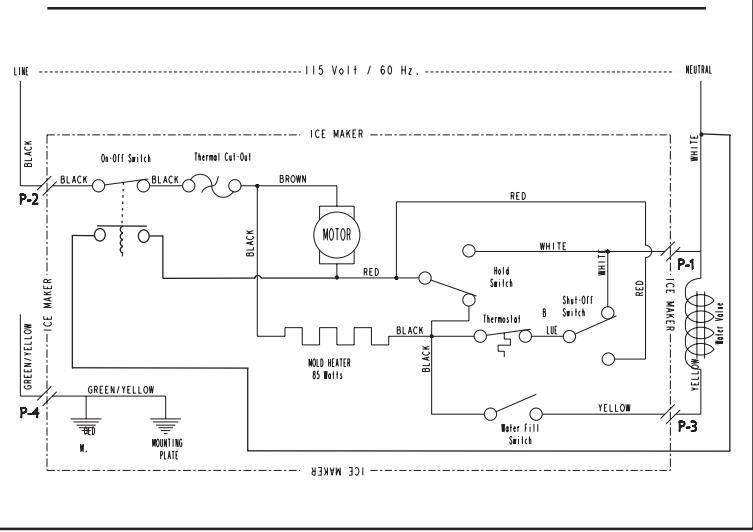 LINE
115 Volt / 60 Hz.
NEUTRAL
ICE MAKER
BLACK
WHITE
On-Off Switch
Thermal Cut-Out
P-2
BLACK
BLACK
BROWN
RED
MOTOR
BLACK
WHITE
WHITE
P-1
RED
Hold
Switch
RED
ICE MAKER
ICE MAKER
Shut-Off
Switch
Thermostat
B
LUE
Water Valve
BLACK
BLACK
MOLD HEATER
85 Watts
GREEN/YELLOW
GREEN/YELLOW
YELLOW
YELLOW
P-4
P-3
Water Fill
Switch
MOUNTING
PLATE
M.
ICE MAKER